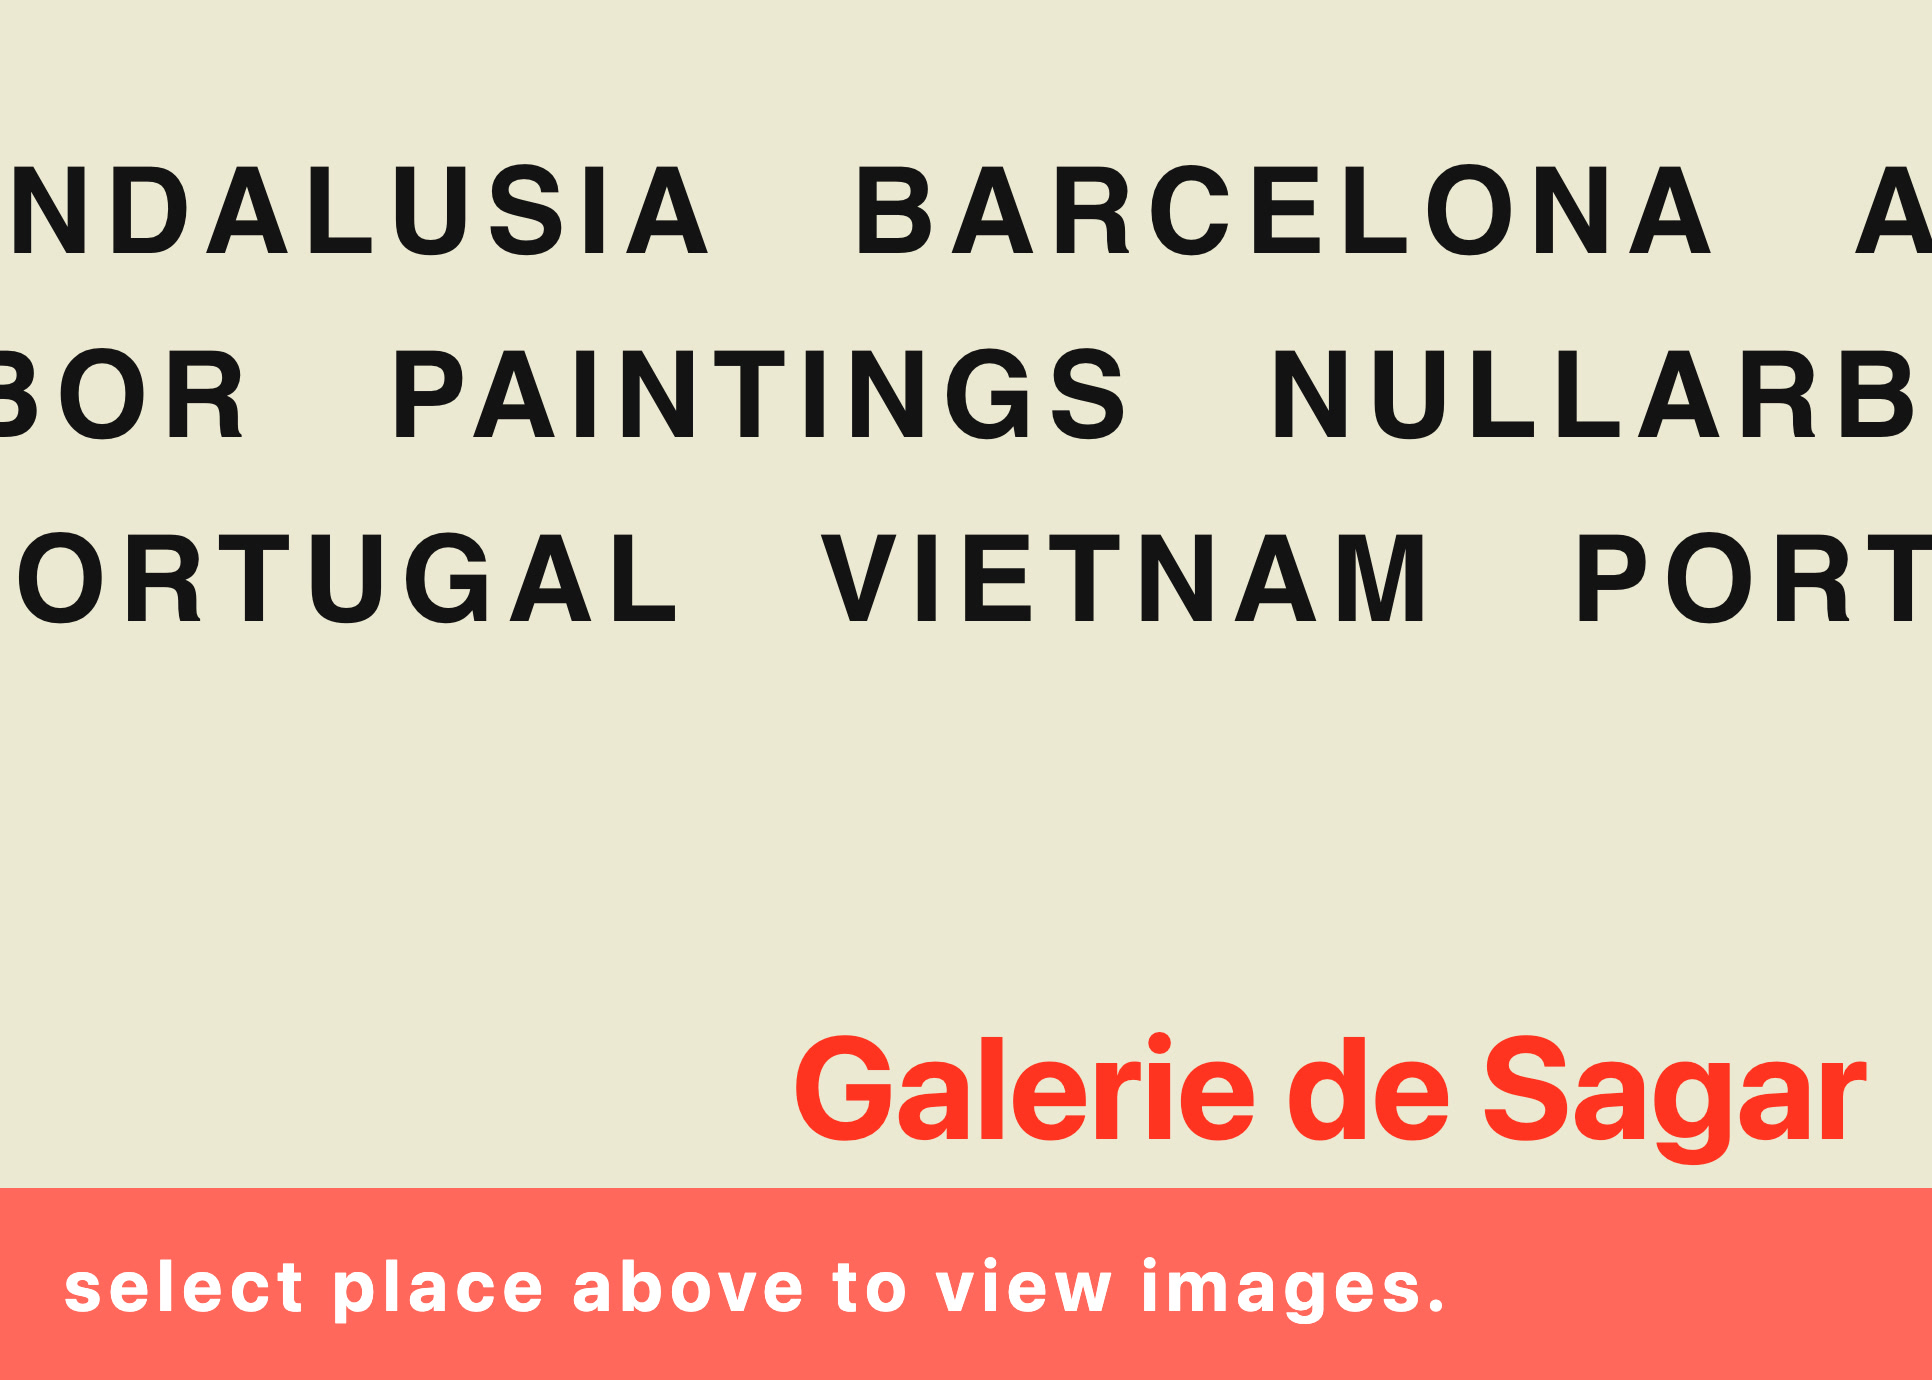 NDALUSIA BARCELONA A
BOR PAINTINGS NULLARB
ORTUGAL VIETNAM PORT
Galerie de Sagar
select place above to view images.